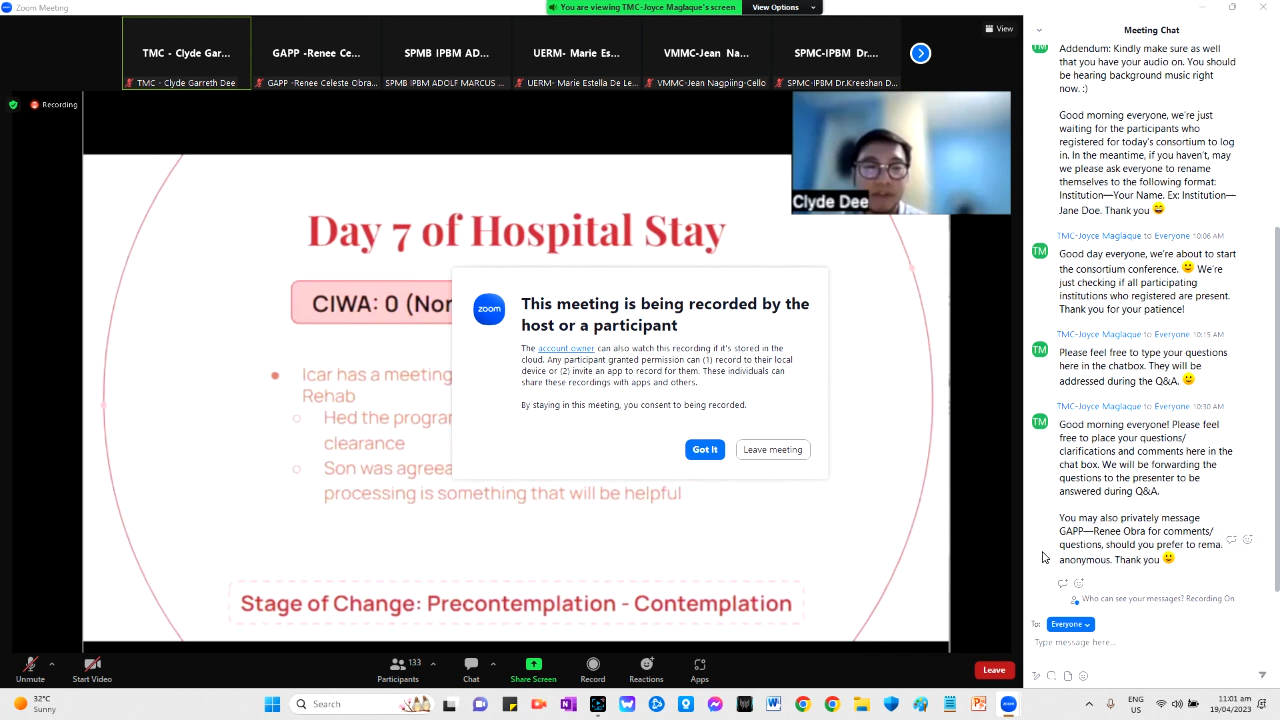 Zoom Meeting
You are viewing TMC-Joyce Maglaque's screen
View Options
View
TMC - Clyde Gar...
GAPP -Renee Ce...
SPMB IPBM AD...
UERM- Marie Es...
VMMC-Jean Na...
SPMC-IPBM Dr....
TMC - Clyde Garreth Dee
GAPP -Renee Celeste Obra...
SPMB IPBM ADOLF MARCUS ...
UERM- Marie Estella De Le...
VMMC-Jean Nagpiing-Cello
SPMC-IPBM Dr.Kreeshan D...
Recording
Clyde Dee
Day 7 of Hospital Stay
CIWA: 0 (Nor
Icar has a meeting
Rehab
Hed the program
clearance
Son was agreea
processing is something that will be helpful
Stage of Change: Precontemplation - Contemplation
zoom
This meeting is being recorded by the
host or a participant
The account owner can also watch this recording if it's stored in the
cloud. Any participant granted permission can (1) record to their local
device or (2) invite an app to record for them. These individuals can
share these recordings with apps and others.
By staying in this meeting, you consent to being recorded.
Got it
Leave meeting
Meeting Chat
TM
Addendum: Kindly make sure as well
that you have your audio on. You should
be hearing background music right
now. :)
Good morning everyone, we're just
waiting for the participants who
registered for today's consortium to log
in. In the meantime, if you haven't, may
we please ask everyone to rename
themselves to the following format:
Institution—Your Name. Ex: Institution—
Jane Doe. Thank you 😄
TMC-Joyce Maglaque to Everyone 10:06 AM
TM
Good day everyone, we're about to start
the consortium conference. 🙂 We're
just checking if all participating
institutions who registered are present.
Thank you for your patience!
TMC-Joyce Maglaque to Everyone 10:15 AM
TM
Please feel free to type your questions
here in the chatbox. They will be
addressed during the Q&A. 🙂
TMC-Joyce Maglaque to Everyone 10:30 AM
TM
Good morning everyone! Please feel
free to place your questions/
clarifications and comments here in the
chat box. We will be forwarding the
questions to the presenter to be
answered during Q&A.
You may also privately message
GAPP—Renee Obra for comments/
questions, should you prefer to rema.
anonymous. Thank you 🙂
Who can see your messages? Recording On
To: Everyone
Type message here...
Unmute
Start Video
Participants
133
Chat
Share Screen
Record
Reactions
Apps
Leave
32°C
Sunny
Search
ENG
US
11:01 am
19/04/2023